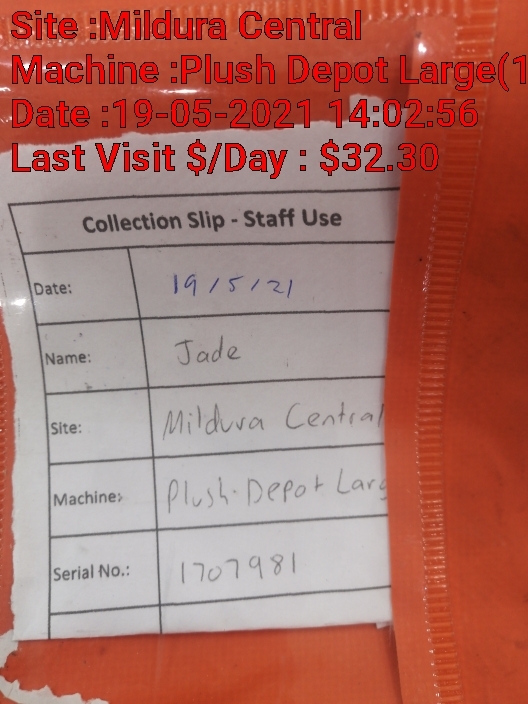 Site :Mildura Central
Machine :Plush Depot Large(1
Date :19-05-2021 14:02:56
Last Visit $/Day : $32.30
Collection Slip - Staff Use
Date: 19/5/21
Name: Jade
Site: Mildura Central
Machine: Plush Depot Larg
Serial No.: 1707981